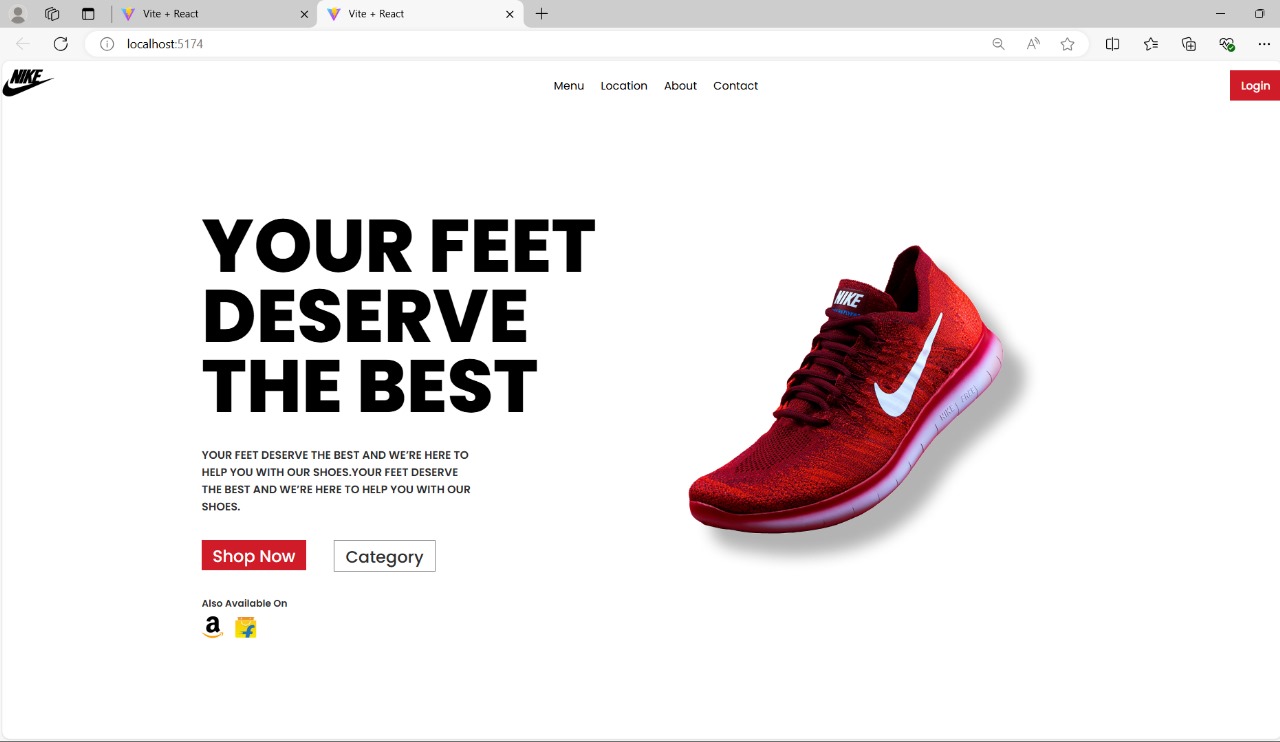 Vite + React
Vite + React
localhost:5174
NIKE
Menu Location About Contact
Login
YOUR FEET
DESERVE
THE BEST
NIKE
NIKE FREE
YOUR FEET DESERVE THE BEST AND WE’RE HERE TO
HELP YOU WITH OUR SHOES.YOUR FEET DESERVE
THE BEST AND WE’RE HERE TO HELP YOU WITH OUR
SHOES.
Shop Now Category
Also Available On
a f